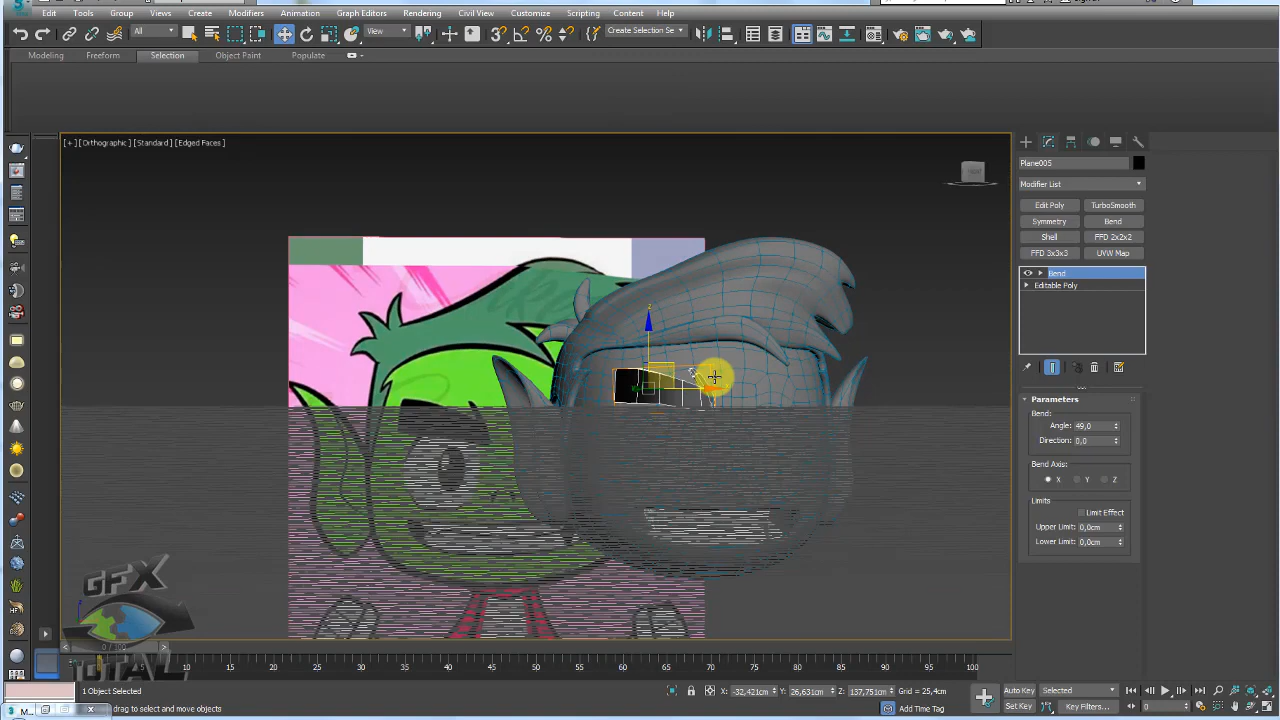 Edit Tools Group Views Create Modifiers Animation Graph Editors Rendering Civil View Customize Scripting Content Help
All View Create Selection Se
Modeling Freeform Selection Object Paint Populate
[+][Orthographic][Standard][Edged Faces]
Plane005
Modifier List
Edit Poly TurboSmooth
Symmetry Bend
Shell FFD 2x2x2
FFD 3x3x3 UVW Map
Bend
Editable Poly
Parameters
Bend:
Angle: 49,0
Direction: 0,0
Bend Axis:
X Y Z
Limits
Limit Effect
Upper Limit: 0,0cm
Lower Limit: 0,0cm
GFX
TOTAL
0 / 100
10 15 20 25 30 35 40 45 50 55 60 65 70 75 80 85 90 95 100
1 Object Selected X: -32,421cm Y: 26,631cm Z: 137,751cm Grid = 25,4cm Auto Key Selected
drag to select and move objects Add Time Tag Set Key Key Filters... 0
3 M...